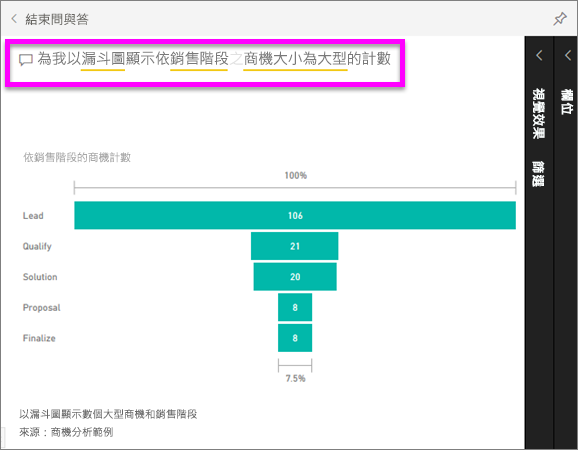 結束問與答
為我以漏斗圖顯示依銷售階段之商機大小為大型的計數
視覺效果
篩選
欄位
依銷售階段的商機計數
100%
Lead 106
Qualify 21
Solution 20
Proposal 8
Finalize 8
7.5%
以漏斗圖顯示數個大型商機和銷售階段
來源：商機分析範例